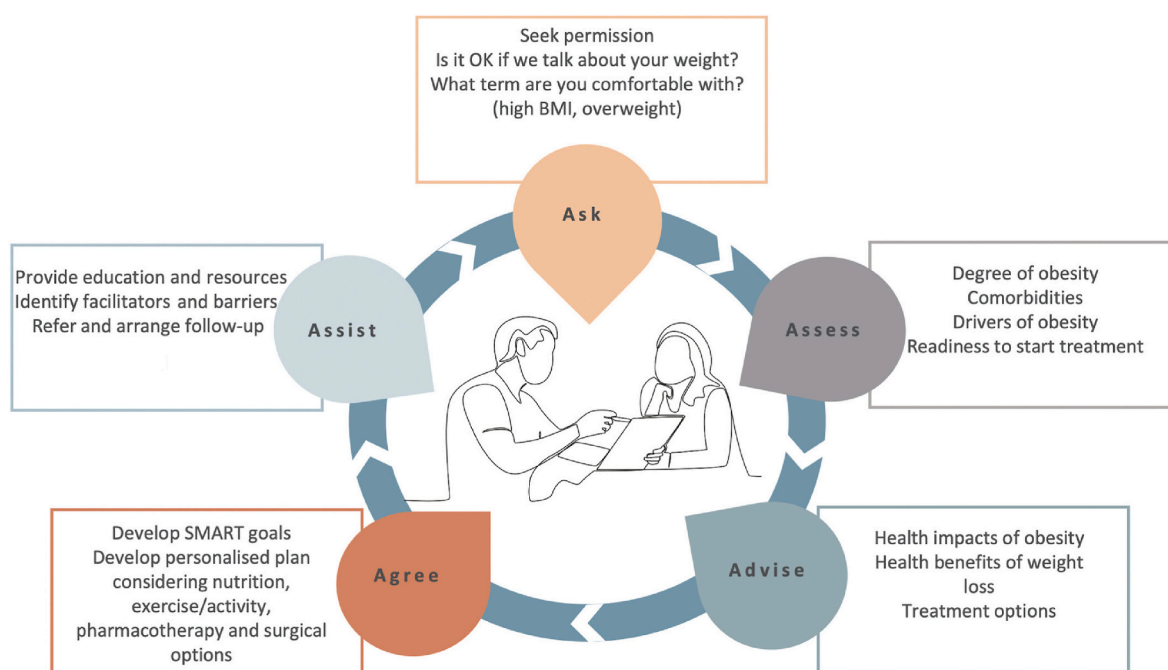 Seek permission
Is it OK if we talk about your weight?
What term are you comfortable with?
(high BMI, overweight)
Ask
Degree of obesity
Comorbidities
Drivers of obesity
Readiness to start treatment
Assess
Health impacts of obesity
Health benefits of weight
loss
Treatment options
Advise
Develop SMART goals
Develop personalised plan
considering nutrition,
exercise/activity,
pharmacotherapy and surgical
options
Agree
Provide education and resources
Identify facilitators and barriers
Refer and arrange follow-up
Assist